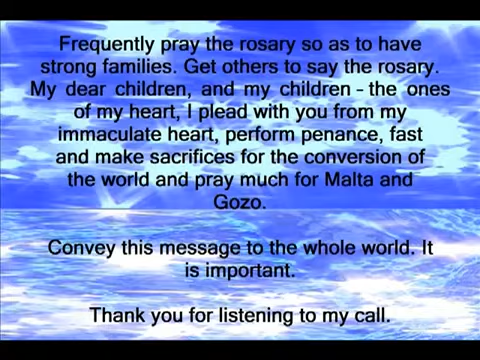 Frequently pray the rosary so as to have
strong families. Get others to say the rosary.
My dear children, and my children - the ones
of my heart, I plead with you from my
immaculate heart, perform penance, fast
and make sacrifices for the conversion of
the world and pray much for Malta and
Gozo.
Convey this message to the whole world. It
is important.
Thank you for listening to my call.